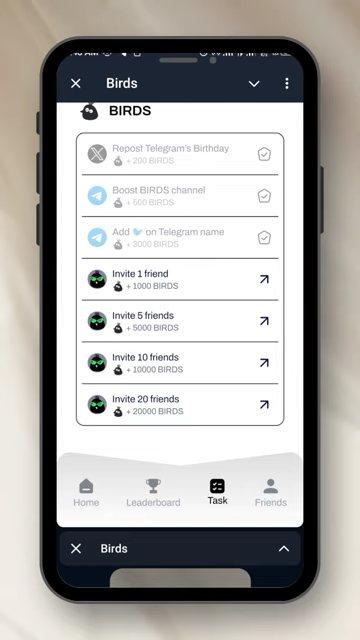 Birds
BIRDS
Repost Telegram's Birthday
+ 200 BIRDS
Boost BIRDS channel
+ 500 BIRDS
Add 🐦 on Telegram name
+ 3000 BIRDS
Invite 1 friend
+ 1000 BIRDS
Invite 5 friends
+ 5000 BIRDS
Invite 10 friends
+ 10000 BIRDS
Invite 20 friends
+ 20000 BIRDS
Home
Leaderboard
Task
Friends
Birds